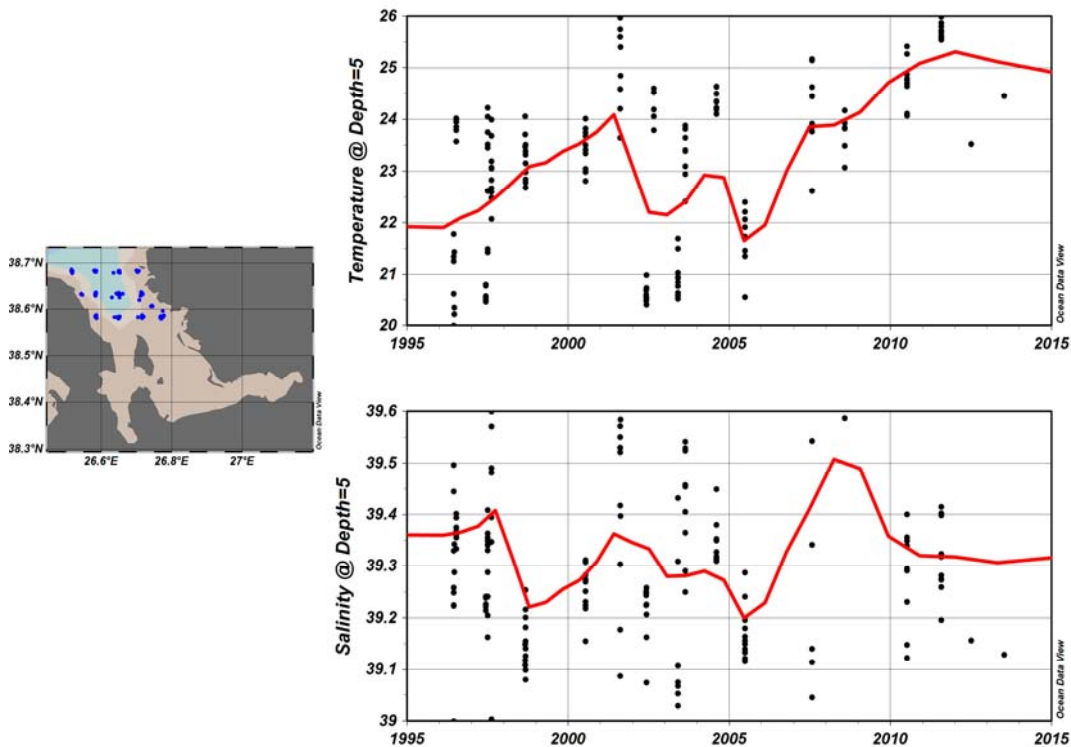 38.7°N
38.6°N
38.5°N
38.4°N
38.3°N
26.6°E 26.8°E 27°E
Ocean Data View
Temperature @ Depth=5
26
25
24
23
22
21
20
1995 2000 2005 2010 2015
Ocean Data View
Salinity @ Depth=5
39.6
39.5
39.4
39.3
39.2
39.1
39
1995 2000 2005 2010 2015
Ocean Data View